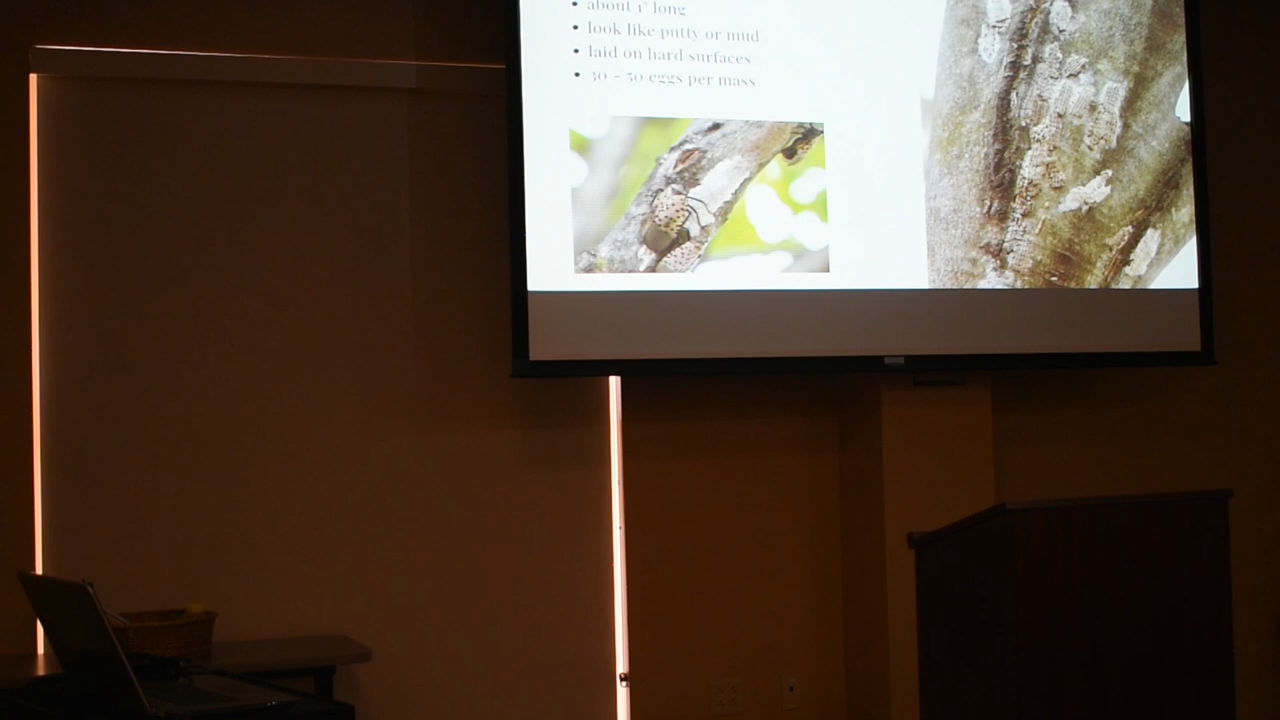 • about 1" long
• look like putty or mud
• laid on hard surfaces
• 30 – 50 eggs per mass